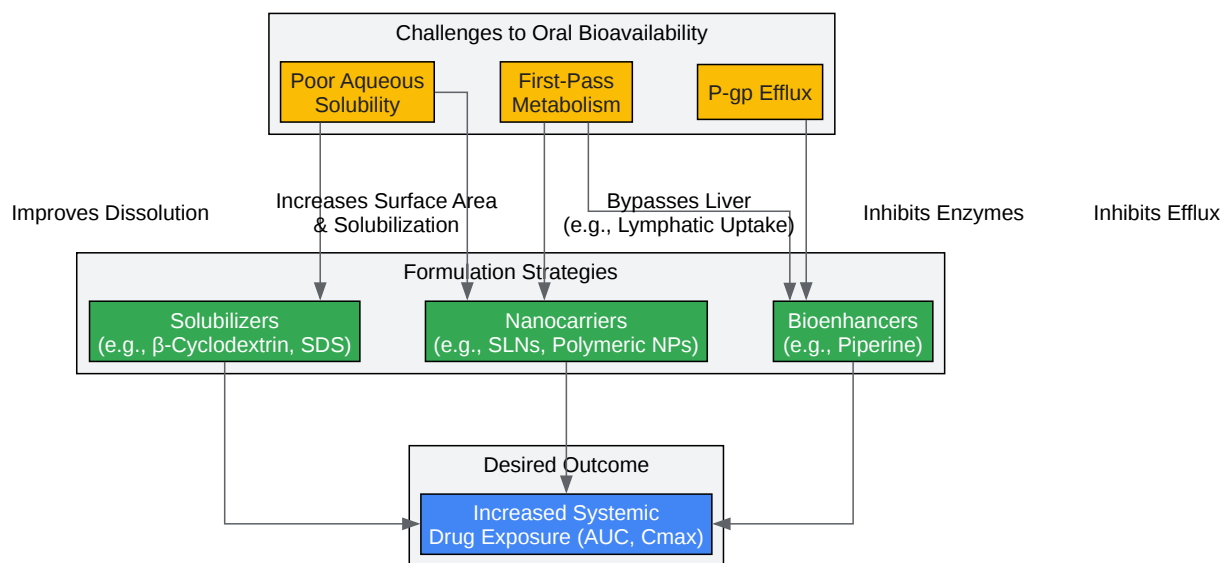 Challenges to Oral Bioavailability
Poor Aqueous
Solubility
First-Pass
Metabolism
P-gp Efflux
Improves Dissolution
Increases Surface Area
& Solubilization
Bypasses Liver
(e.g., Lymphatic Uptake)
Inhibits Enzymes
Inhibits Efflux
Formulation Strategies
Solubilizers
(e.g., β-Cyclodextrin, SDS)
Nanocarriers
(e.g., SLNs, Polymeric NPs)
Bioenhancers
(e.g., Piperine)
Desired Outcome
Increased Systemic
Drug Exposure (AUC, Cmax)